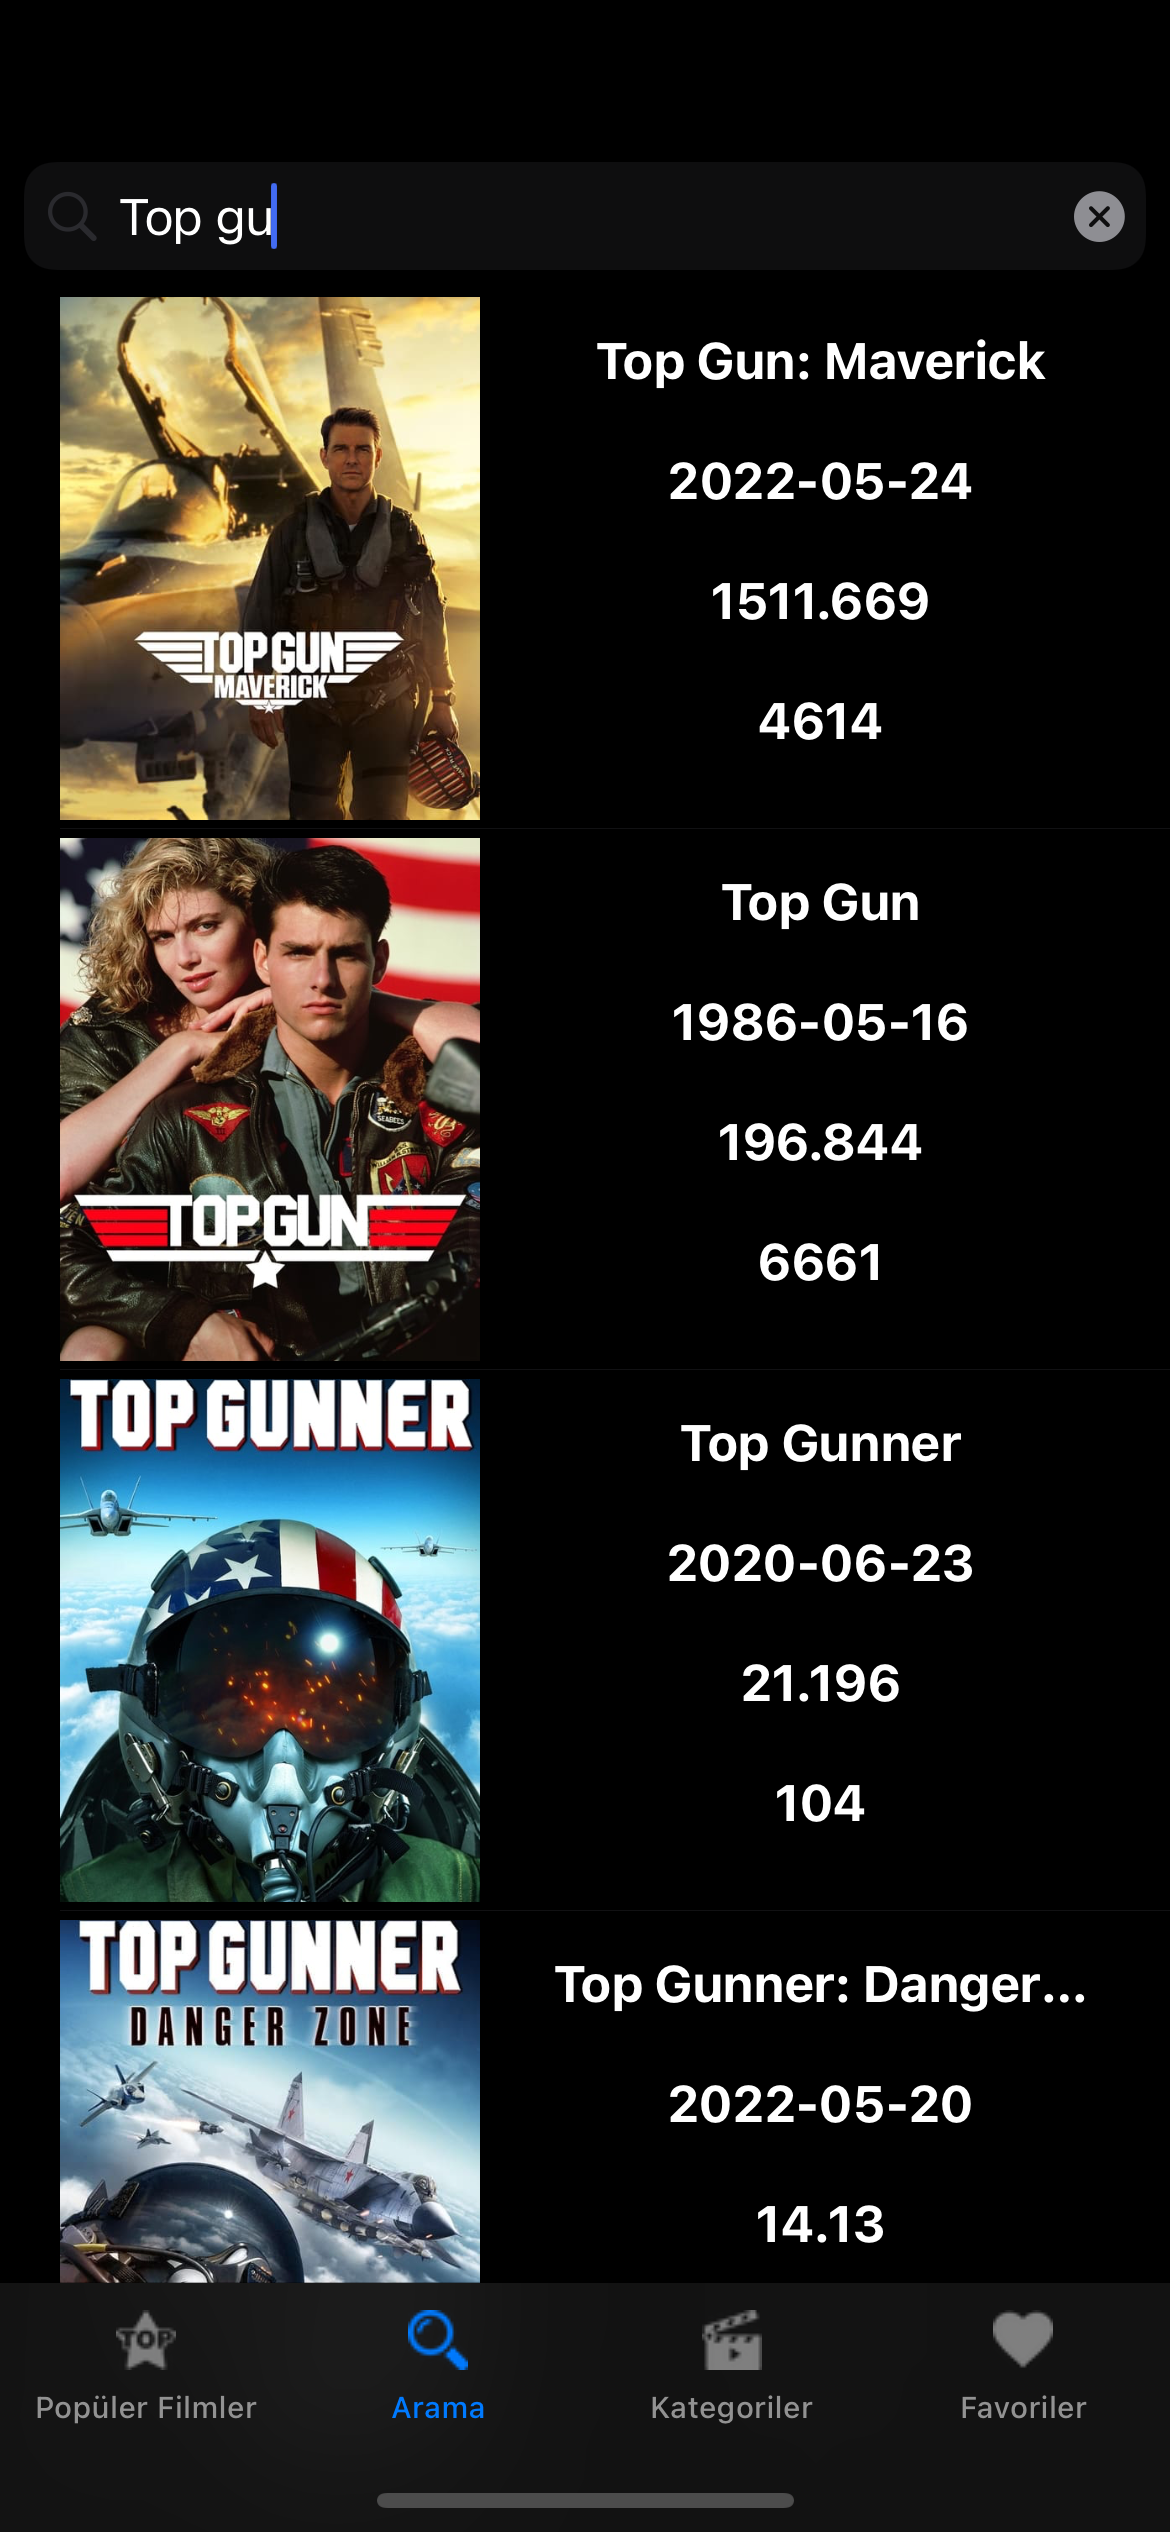 Top gu
TOP GUN
MAVERICK
Top Gun: Maverick
2022-05-24
1511.669
4614
SEABEES
TOP GUN
Top Gun
1986-05-16
196.844
6661
TOP GUNNER
Top Gunner
2020-06-23
21.196
104
TOP GUNNER
DANGER ZONE
Top Gunner: Danger...
2022-05-20
14.13
TOP
Popüler Filmler
Arama
Kategoriler
Favoriler